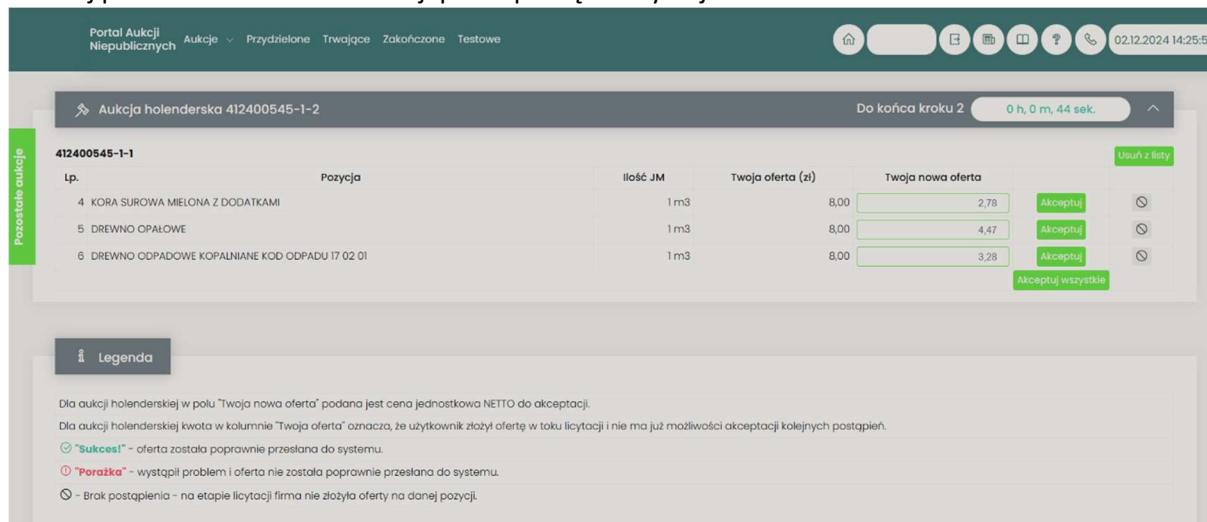 Portal Aukcji
Niepublicznych
Aukcje Przydzielone Trwające Zakończone Testowe
02.12.2024 14:25:5
Aukcja holenderska 412400545-1-2 Do końca kroku 2 0 h, 0 m, 44 sek.
Pozostałe aukcje
412400545-1-1 Usuń z listy
Lp. Pozycja Ilość JM Twoja oferta (zł) Twoja nowa oferta
4 KORA SUROWA MIELONA Z DODATKAMI 1 m3 8,00 2,78 Akceptuj
5 DREWNO OPAŁOWE 1 m3 8,00 4,47 Akceptuj
6 DREWNO ODPADOWE KOPALNIANE KOD ODPADU 17 02 01 1 m3 8,00 3,28 Akceptuj
Akceptuj wszystkie
Legenda
Dla aukcji holenderskiej w polu "Twoja nowa oferta" podana jest cena jednostkowa NETTO do akceptacji.
Dla aukcji holenderskiej kwota w kolumnie "Twoja oferta" oznacza, że użytkownik złożył ofertę w toku licytacji i nie ma już możliwości akceptacji kolejnych postąpień.
"Sukces!" - oferta została poprawnie przesłana do systemu.
"Porażka" - wystąpił problem i oferta nie została poprawnie przesłana do systemu.
- Brak postąpienia - na etapie licytacji firma nie złożyła oferty na danej pozycji.